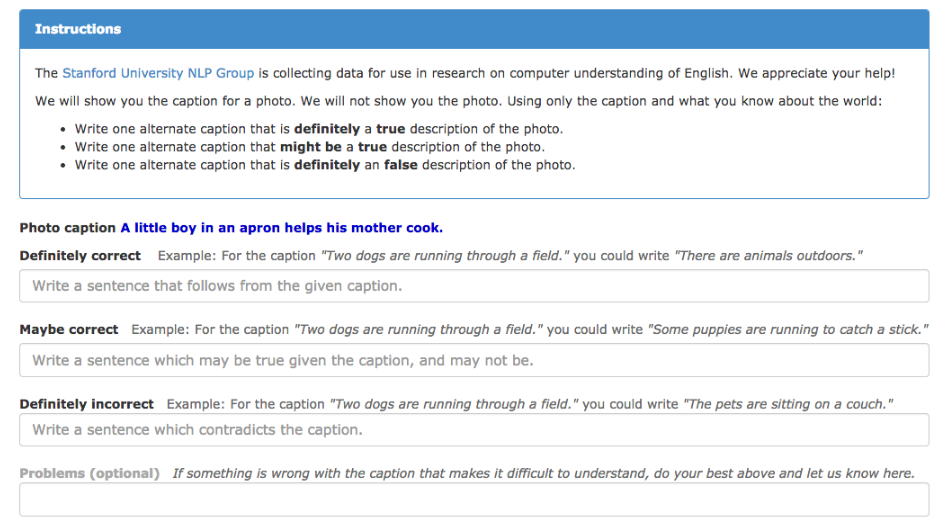 Instructions
The Stanford University NLP Group is collecting data for use in research on computer understanding of English. We appreciate your help!
We will show you the caption for a photo. We will not show you the photo. Using only the caption and what you know about the world:
• Write one alternate caption that is definitely a true description of the photo.
• Write one alternate caption that might be a true description of the photo.
• Write one alternate caption that is definitely an false description of the photo.
Photo caption A little boy in an apron helps his mother cook.
Definitely correct Example: For the caption "Two dogs are running through a field." you could write "There are animals outdoors."
Write a sentence that follows from the given caption.
Maybe correct Example: For the caption "Two dogs are running through a field." you could write "Some puppies are running to catch a stick."
Write a sentence which may be true given the caption, and may not be.
Definitely incorrect Example: For the caption "Two dogs are running through a field." you could write "The pets are sitting on a couch."
Write a sentence which contradicts the caption.
Problems (optional) If something is wrong with the caption that makes it difficult to understand, do your best above and let us know here.